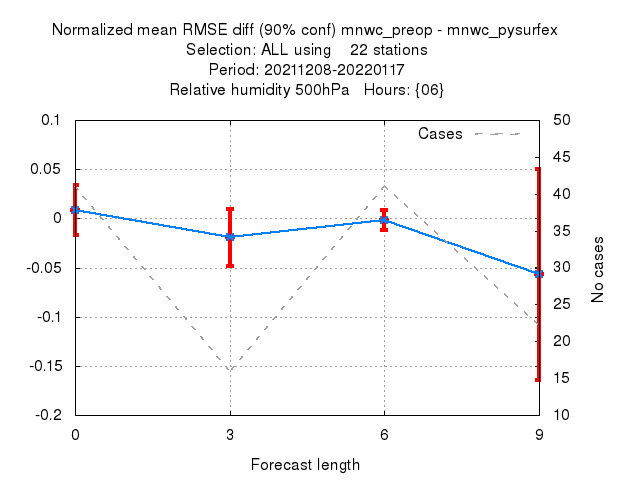 Normalized mean RMSE diff (90% conf) mnwc_preop - mnwc_pysurfex
Selection: ALL using    22 stations
Period: 20211208-20220117
Relative humidity 500hPa   Hours: {06}
0.1
0.05
0
-0.05
-0.1
-0.15
-0.2
Cases
50
45
40
35
30
25
20
15
10
No cases
0 3 6 9
Forecast length